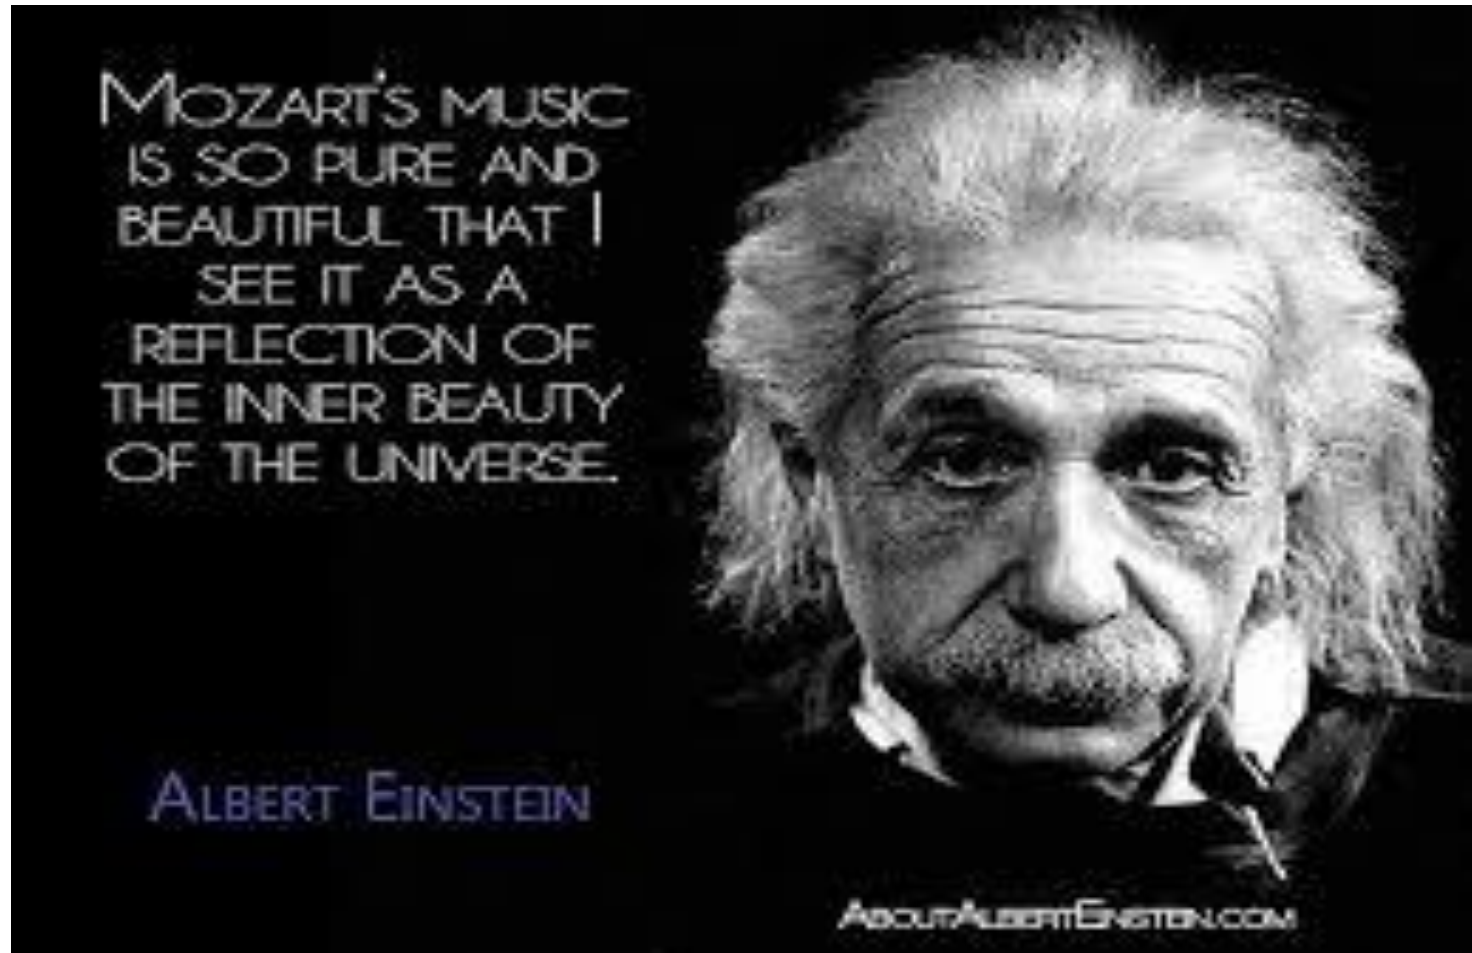 Mozart's music
is so pure and
beautiful that I
see it as a
reflection of
the inner beauty
of the universe.
Albert Einstein
AboutAlbertEinstein.com